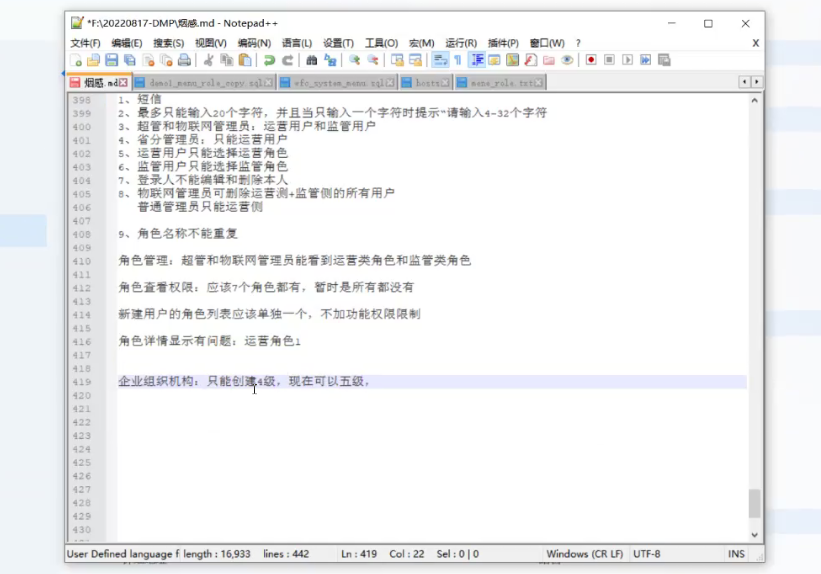 *F:\20220817-DMP\烟感.md - Notepad++
文件(F) 编辑(E) 搜索(S) 视图(V) 编码(N) 语言(L) 设置(T) 工具(O) 宏(M) 运行(R) 插件(P) 窗口(W) ? X
烟感.md demo1_menu_role_copy.sql wfc_system_menu.sql hosts menu_role.txt
398 1、短信
399 2、最多只能输入20个字符，并且当只输入一个字符时提示"请输入4-32个字符
400 3、超管和物联网管理员：运营用户和监管用户
401 4、省分管理员：只能运营用户
402 5、运营用户只能选择运营角色
403 6、监管用户只能选择监管角色
404 7、登录人不能编辑和删除本人
405 8、物联网管理员可删除运营测+监管侧的所有用户
406 普通管理员只能运营侧
407
408 9、角色名称不能重复
409
410 角色管理：超管和物联网管理员能看到运营类角色和监管类角色
411
412 角色查看权限：应该7个角色都有，暂时是所有都没有
413
414 新建用户的角色列表应该单独一个，不加功能权限限制
415
416 角色详情显示有问题：运营角色1
417
418
419 企业组织机构：只能创建4级，现在可以五级，
420
421
422
423
424
425
426
427
428
429
430
User Defined language f length : 16,933 lines : 442 Ln : 419 Col : 22 Sel : 0 | 0 Windows (CR LF) UTF-8 INS